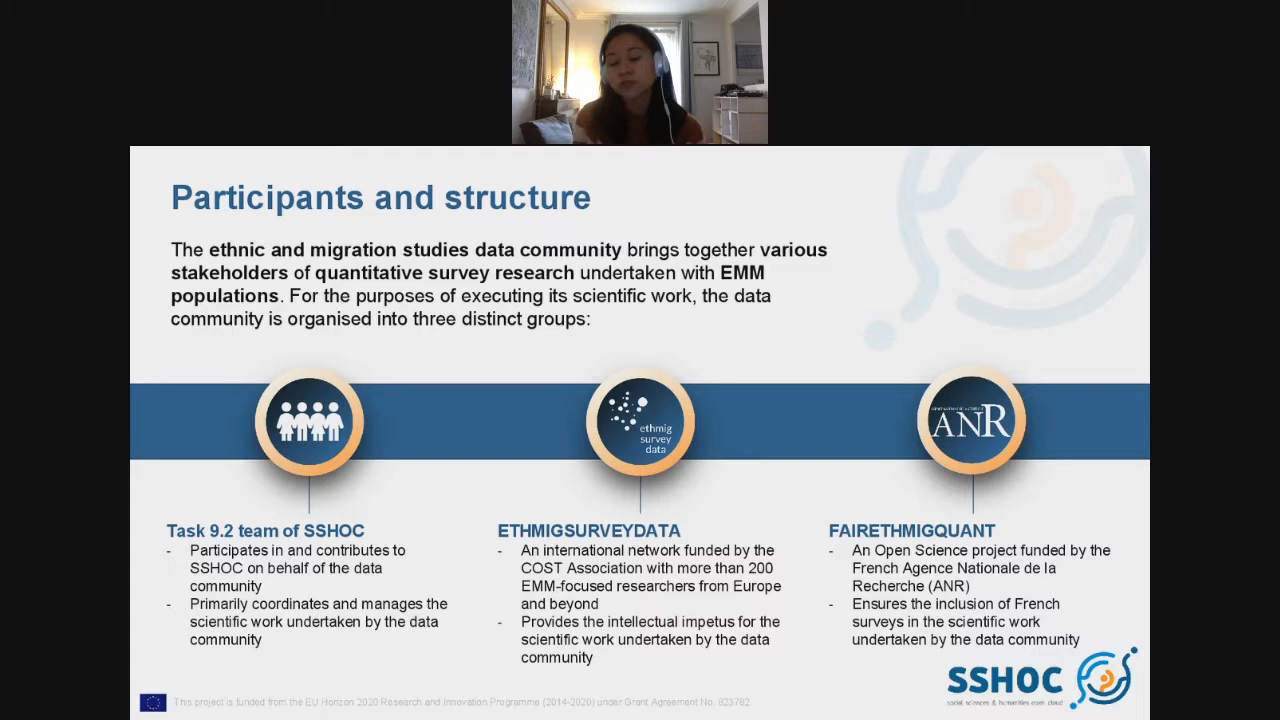 Participants and structure
The ethnic and migration studies data community brings together various
stakeholders of quantitative survey research undertaken with EMM
populations. For the purposes of executing its scientific work, the data
community is organised into three distinct groups:
ethmig
survey
data
ANR
Task 9.2 team of SSHOC
- Participates in and contributes to
SSHOC on behalf of the data
community
- Primarily coordinates and manages the
scientific work undertaken by the data
community
ETHMIGSURVEYDATA
- An international network funded by the
COST Association with more than 200
EMM-focused researchers from Europe
and beyond
- Provides the intellectual impetus for the
scientific work undertaken by the data
community
FAIRETHMIGQUANT
- An Open Science project funded by the
French Agence Nationale de la
Recherche (ANR)
- Ensures the inclusion of French
surveys in the scientific work
undertaken by the data community
SSHOC
social sciences & humanities open cloud
This project is funded from the EU Horizon 2020 Research and Innovation Programme (2014-2020) under Grant Agreement No. 823782